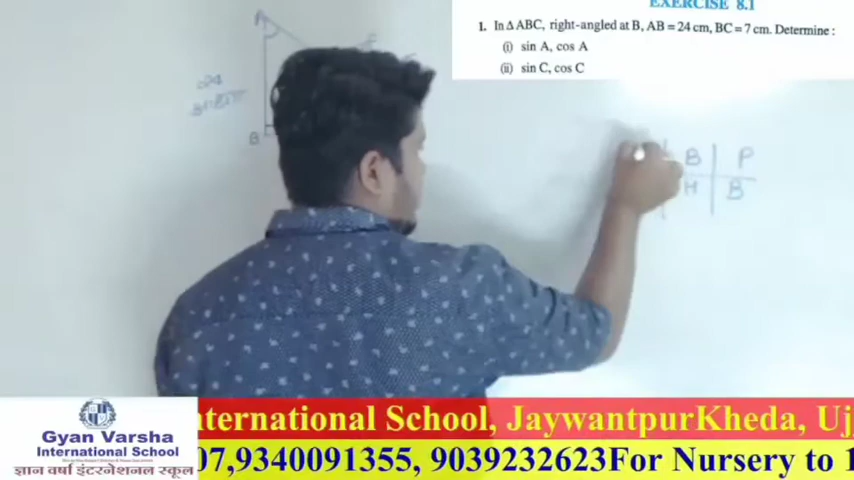 EXERCISE 8.1
1. In Δ ABC, right-angled at B, AB = 24 cm, BC = 7 cm. Determine :
(i) sin A, cos A
(ii) sin C, cos C
A
B
B P
H B
Gyan Varsha
International School
ज्ञान वर्षा इंटरनेशनल स्कूल
nternational School, JaywantpurKheda, Uj
07,9340091355, 9039232623For Nursery to 1